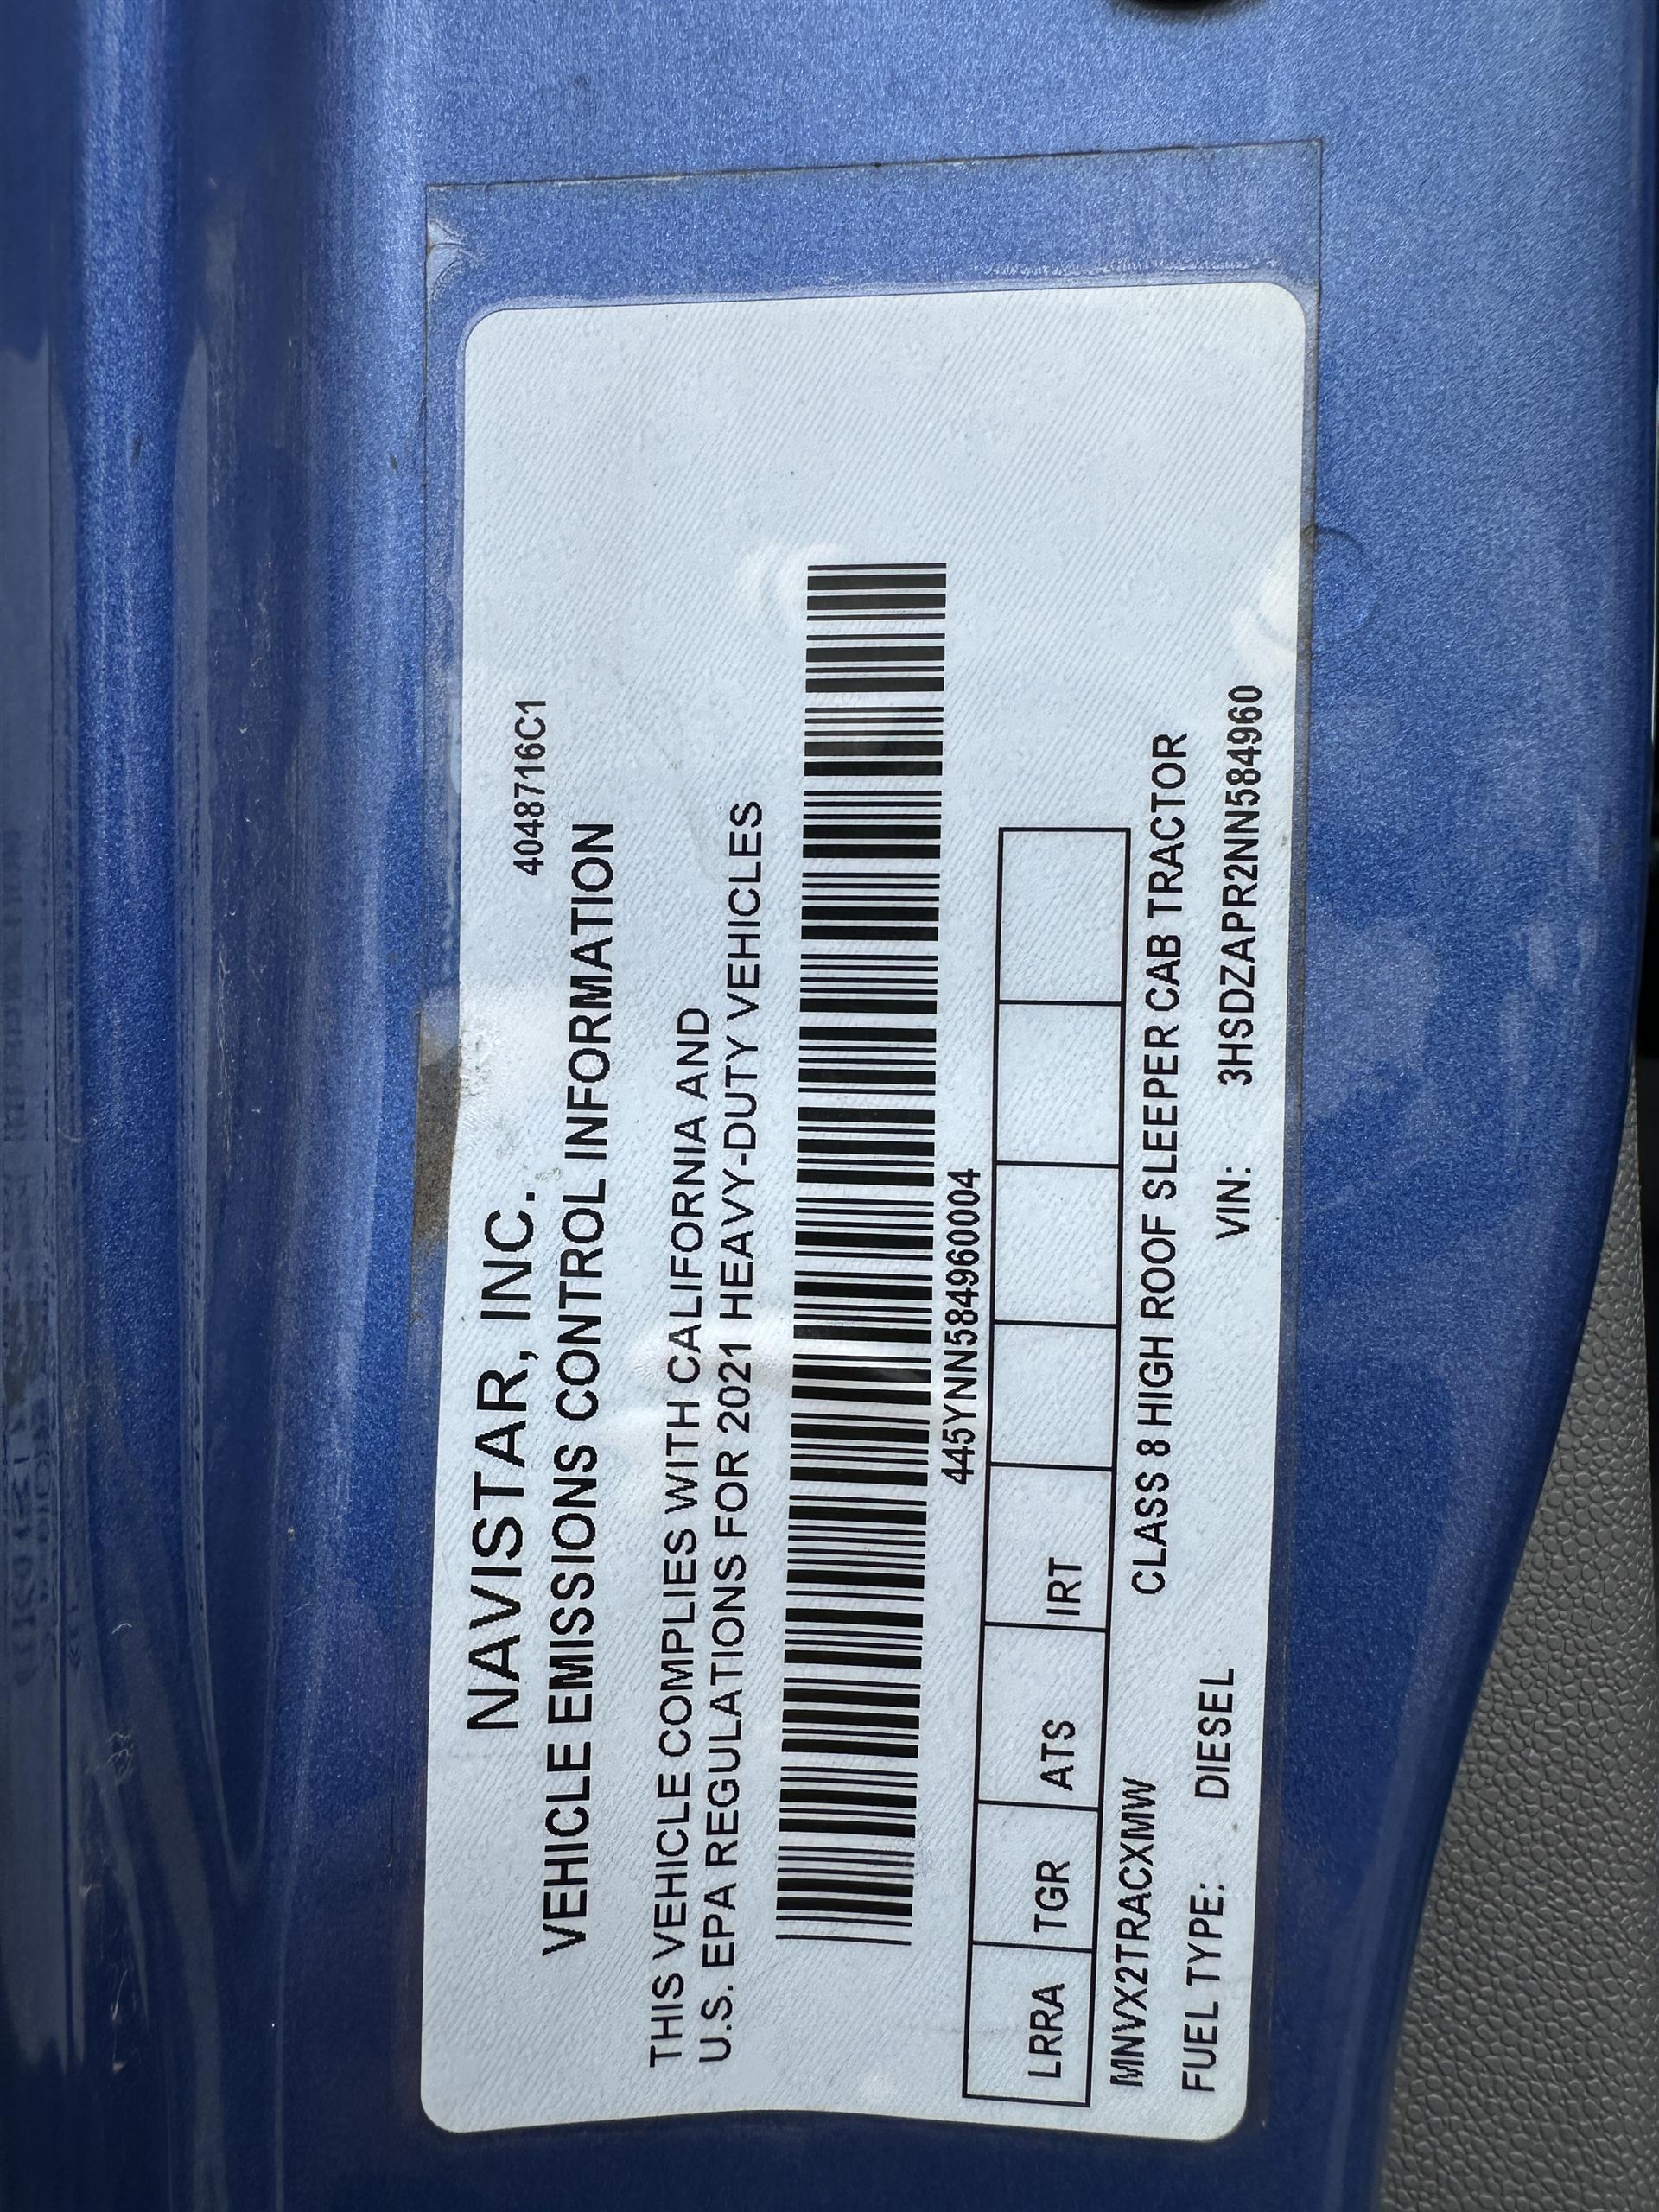 4048716C1
NAVISTAR, INC.
VEHICLE EMISSIONS CONTROL INFORMATION
THIS VEHICLE COMPLIES WITH CALIFORNIA AND
U.S. EPA REGULATIONS FOR 2021 HEAVY-DUTY VEHICLES
445YNN584960004
LRRA TGR ATS IRT
MNVX2TRACXMW CLASS 8 HIGH ROOF SLEEPER CAB TRACTOR
FUEL TYPE: DIESEL VIN: 3HSDZAPR2NN584960